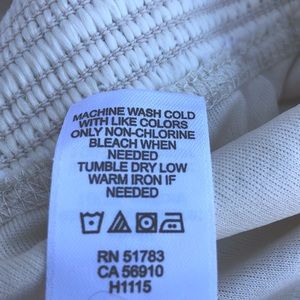 MACHINE WASH COLD
WITH LIKE COLORS
ONLY NON-CHLORINE
BLEACH WHEN
NEEDED
TUMBLE DRY LOW
WARM IRON IF
NEEDED
RN 51783
CA 56910
H1115